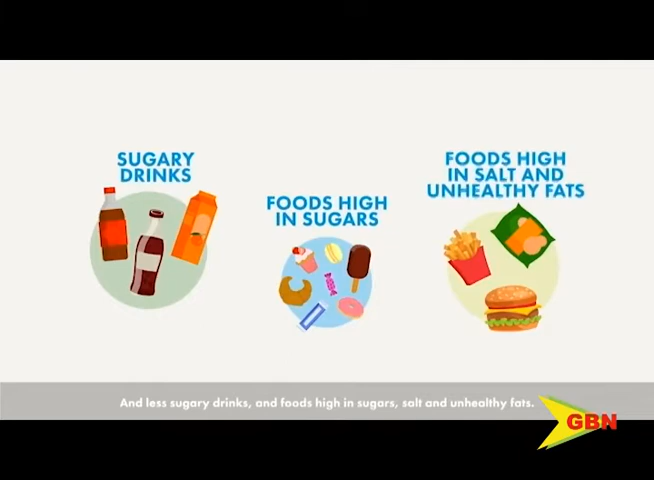 SUGARY
DRINKS
FOODS HIGH
IN SUGARS
FOODS HIGH
IN SALT AND
UNHEALTHY FATS
And less sugary drinks, and foods high in sugars, salt and unhealthy fats.
GBN